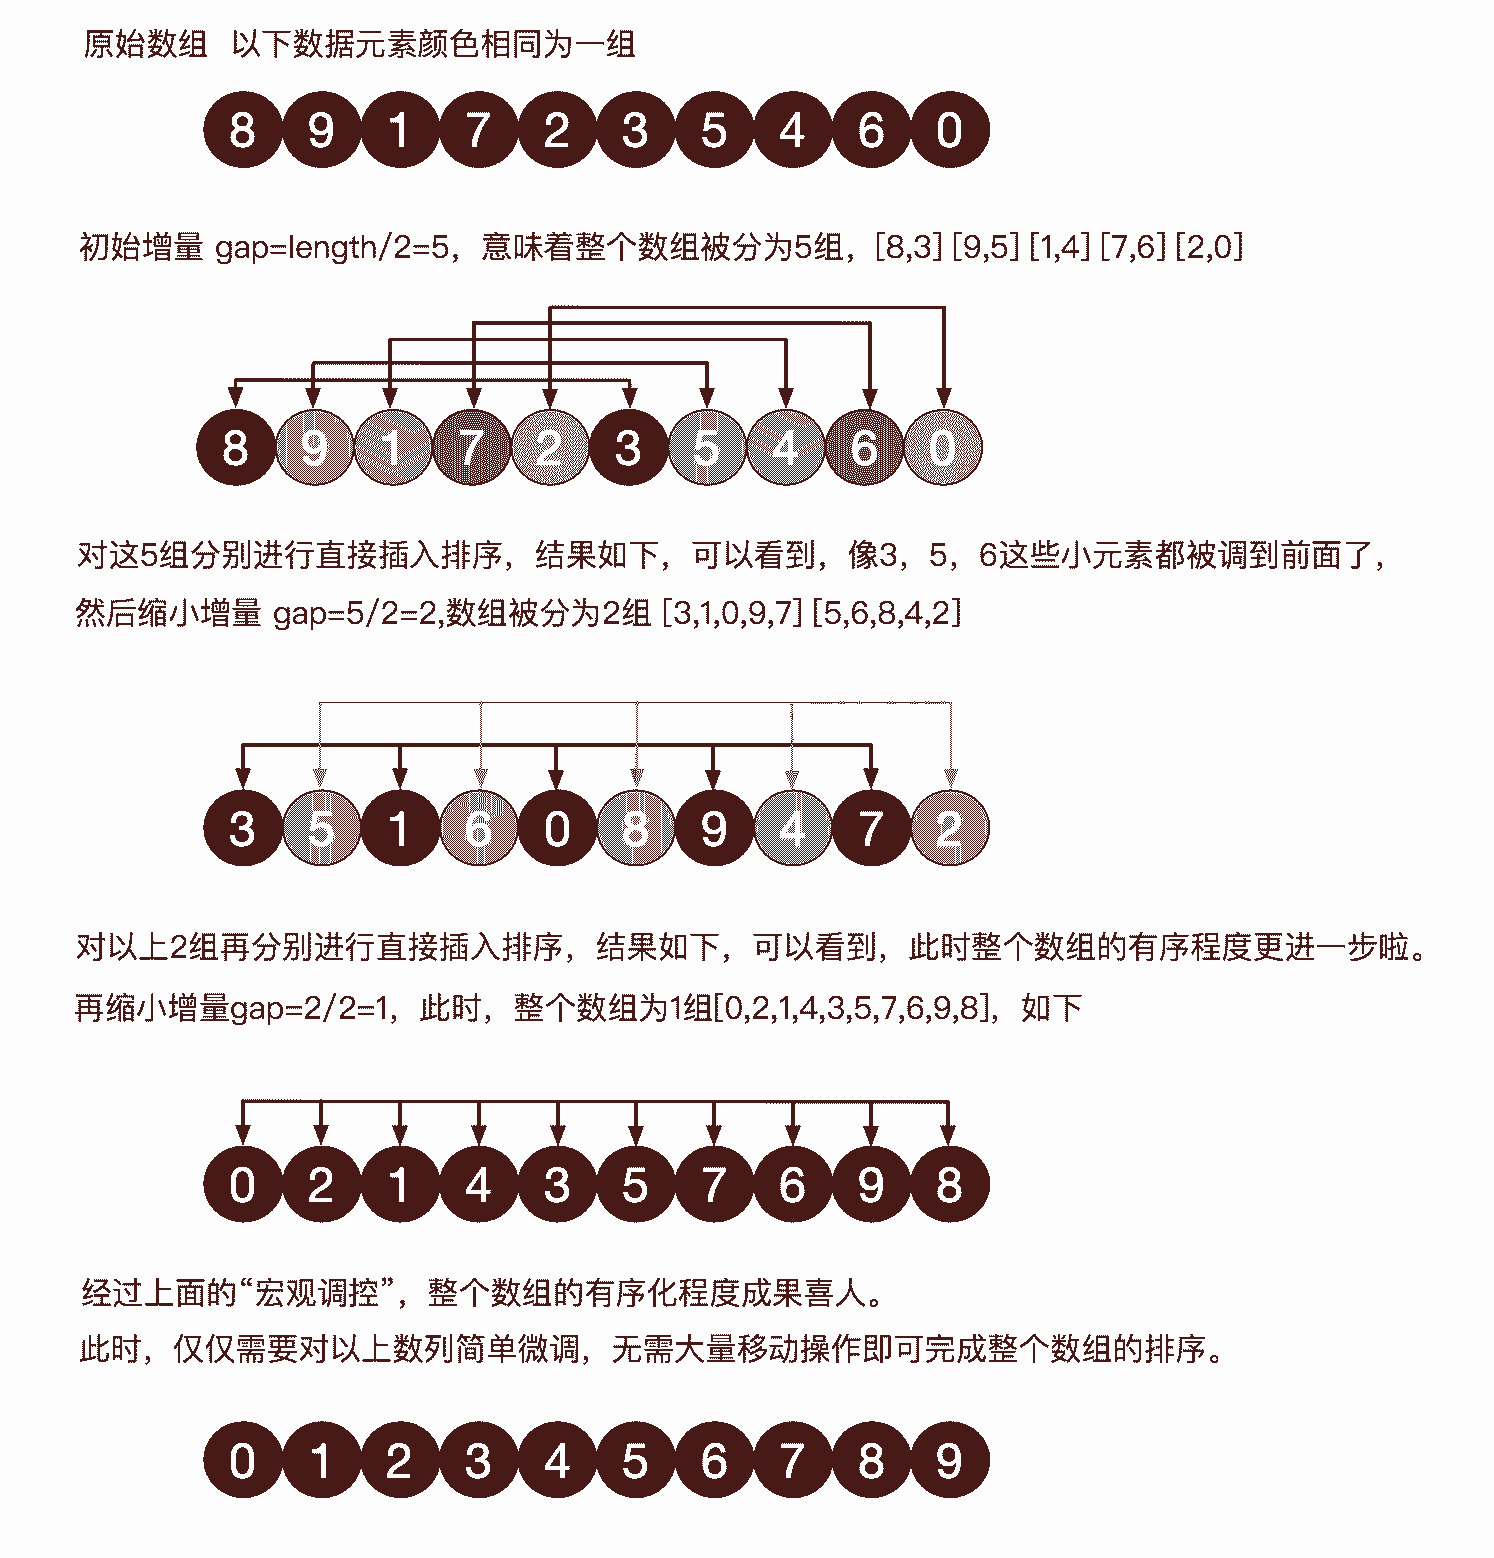 原始数组 以下数据元素颜色相同为一组
8 9 1 7 2 3 5 4 6 0
初始增量 gap=length/2=5，意味着整个数组被分为5组，[8,3] [9,5] [1,4] [7,6] [2,0]
8 9 1 7 2 3 5 4 6 0
对这5组分别进行直接插入排序，结果如下，可以看到，像3，5，6这些小元素都被调到前面了，
然后缩小增量 gap=5/2=2,数组被分为2组 [3,1,0,9,7] [5,6,8,4,2]
3 5 1 6 0 8 9 4 7 2
对以上2组再分别进行直接插入排序，结果如下，可以看到，此时整个数组的有序程度更进一步啦。
再缩小增量gap=2/2=1，此时，整个数组为1组[0,2,1,4,3,5,7,6,9,8]，如下
0 2 1 4 3 5 7 6 9 8
经过上面的“宏观调控”，整个数组的有序化程度成果喜人。
此时，仅仅需要对以上数列简单微调，无需大量移动操作即可完成整个数组的排序。
0 1 2 3 4 5 6 7 8 9